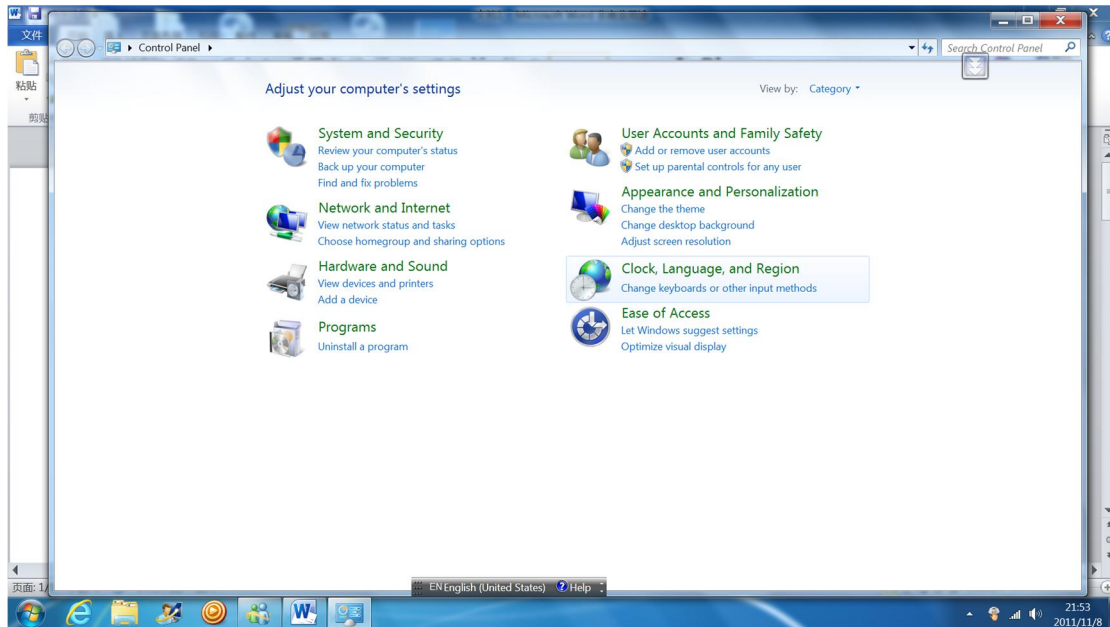 文件
Control Panel
Search Control Panel
粘贴
剪贴
Adjust your computer's settings
View by: Category
System and Security
Review your computer's status
Back up your computer
Find and fix problems
Network and Internet
View network status and tasks
Choose homegroup and sharing options
Hardware and Sound
View devices and printers
Add a device
Programs
Uninstall a program
User Accounts and Family Safety
Add or remove user accounts
Set up parental controls for any user
Appearance and Personalization
Change the theme
Change desktop background
Adjust screen resolution
Clock, Language, and Region
Change keyboards or other input methods
Ease of Access
Let Windows suggest settings
Optimize visual display
页面: 1/
EN English (United States) Help
21:53
2011/11/8